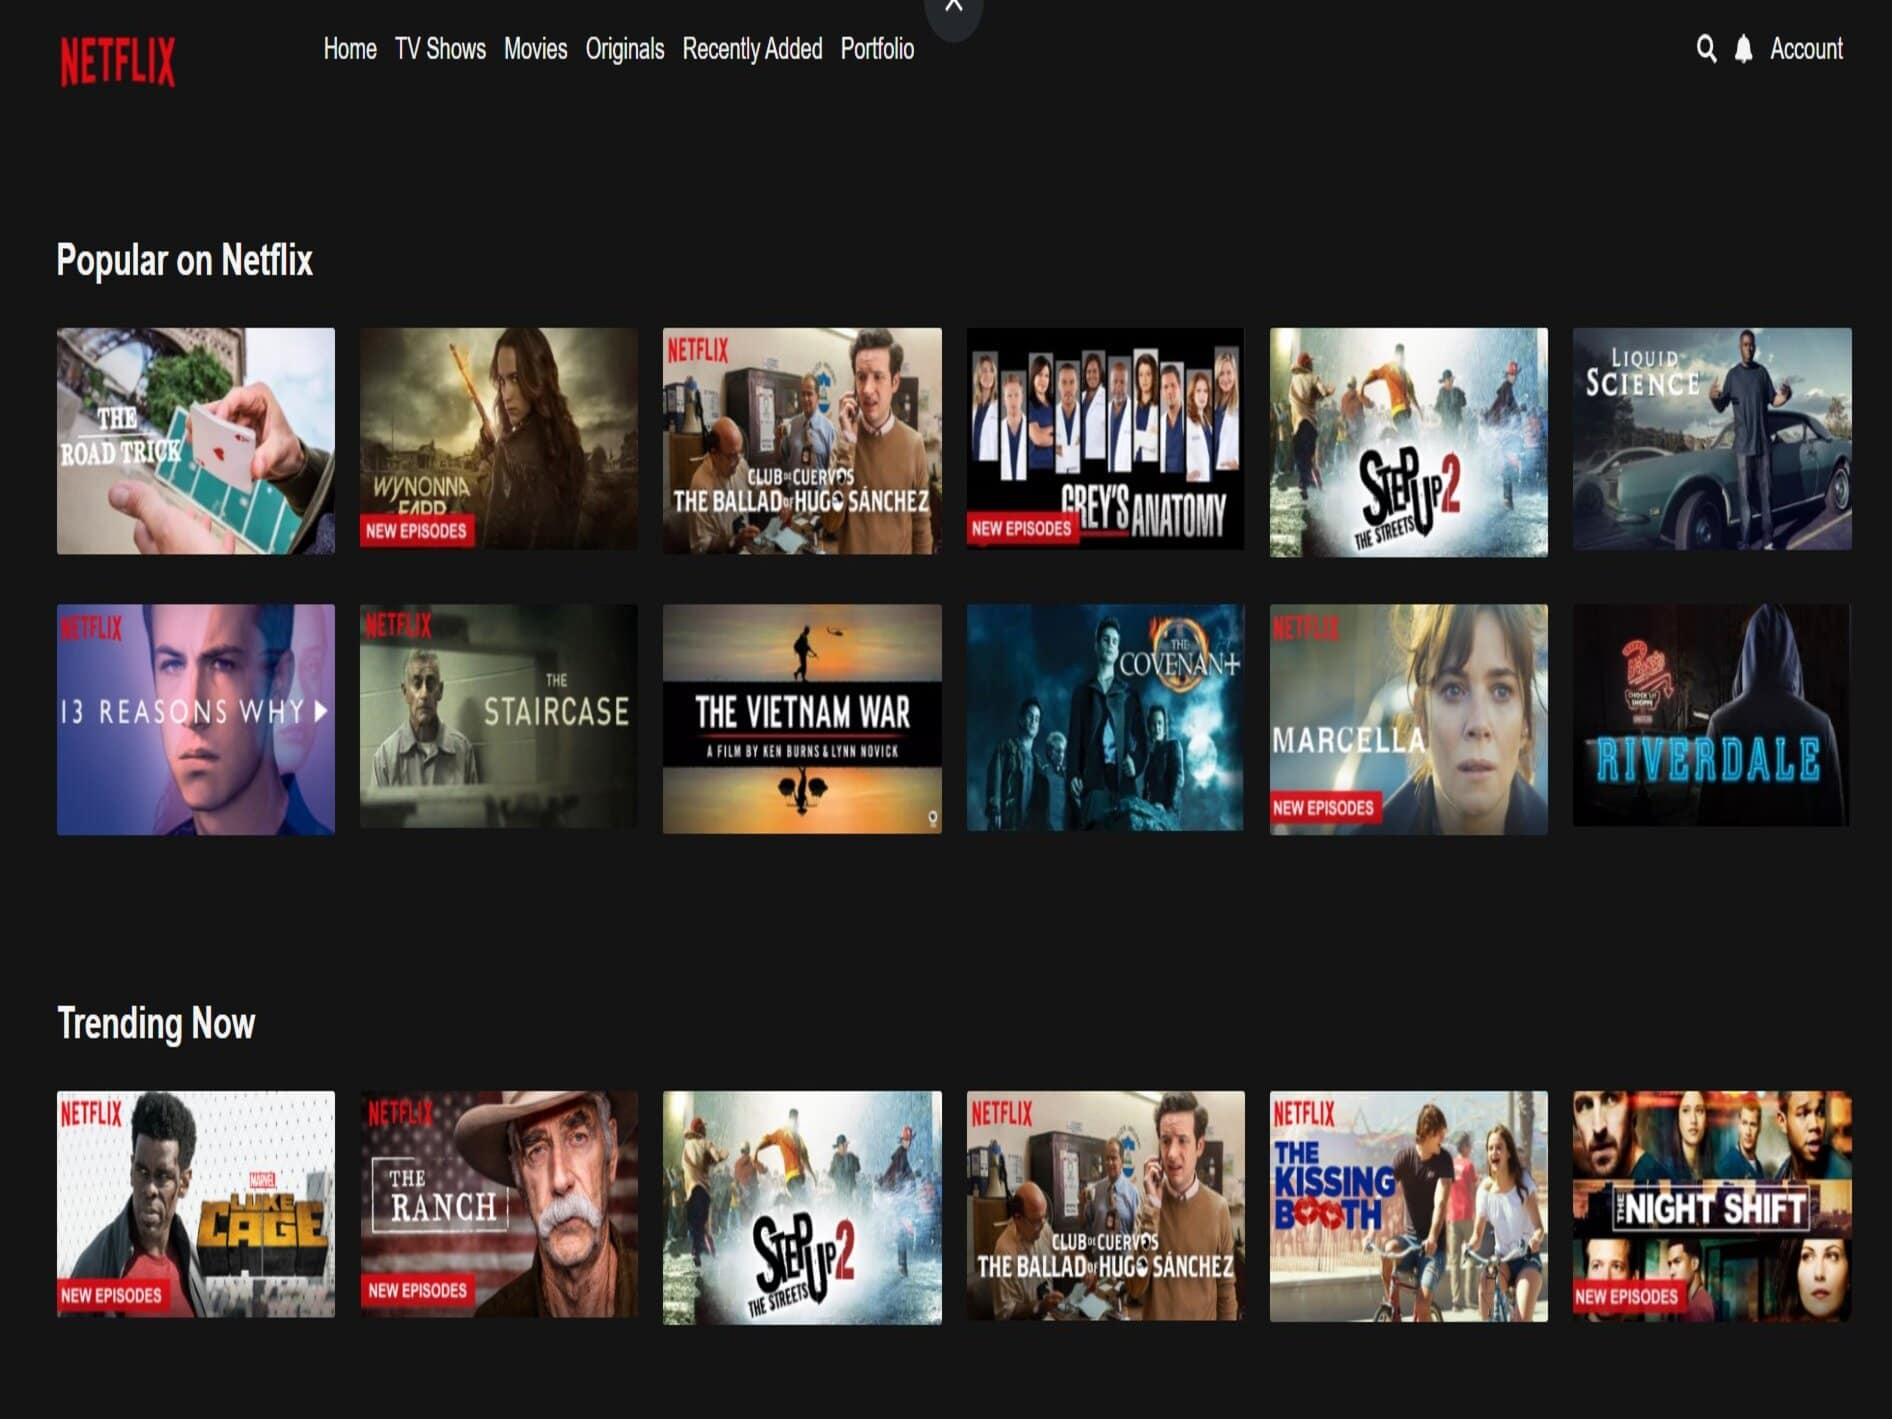 NETFLIX
Home TV Shows Movies Originals Recently Added Portfolio
Account
Popular on Netflix
THE
ROAD TRICK
WYNONNA
EARP
NEW EPISODES
NETFLIX
CLUB DE CUERVOS
THE BALLAD OF HUGO SÁNCHEZ
GREY'S ANATOMY
NEW EPISODES
STEP UP 2
THE STREETS
LIQUID
SCIENCE
NETFLIX
13 REASONS WHY
NETFLIX
THE
STAIRCASE
THE VIETNAM WAR
A FILM BY KEN BURNS & LYNN NOVICK
THE
COVENANT
NETFLIX
MARCELLA
NEW EPISODES
CHOCK'LIT
SHOPPE
RIVERDALE
Trending Now
NETFLIX
MARVEL
LUKE
CAGE
NEW EPISODES
NETFLIX
THE
RANCH
NEW EPISODES
STEP UP 2
THE STREETS
NETFLIX
CLUB DE CUERVOS
THE BALLAD OF HUGO SÁNCHEZ
NETFLIX
THE
KISSING
BOOTH
THE NIGHT SHIFT
NEW EPISODES